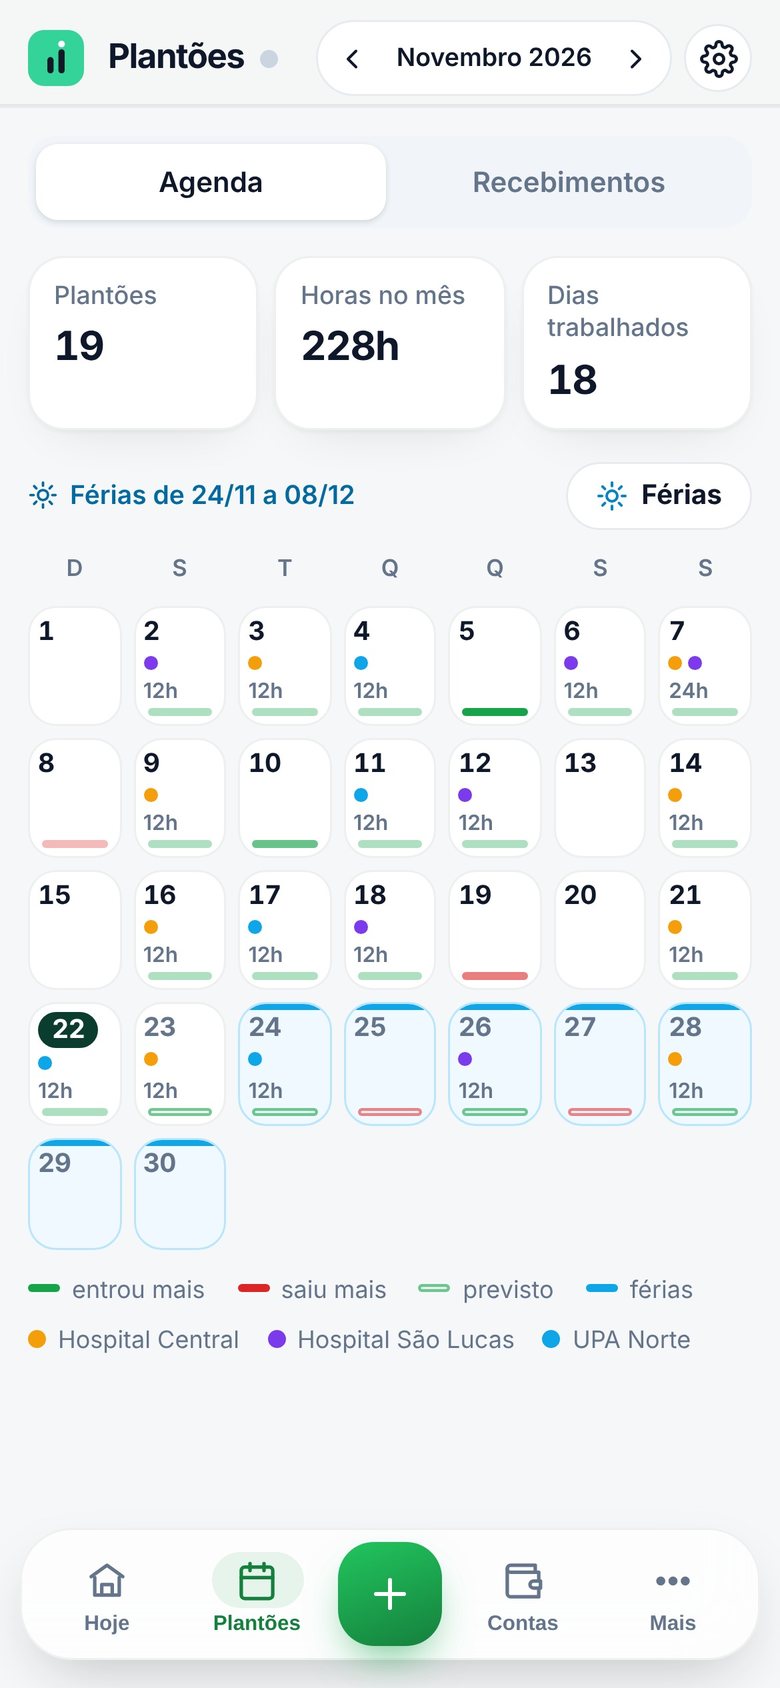 Plantões
Novembro 2026
Agenda Recebimentos
Plantões
19
Horas no mês
228h
Dias
trabalhados
18
Férias de 24/11 a 08/12
Férias
D S T Q Q S S
1 2 3 4 5 6 7
12h 12h 12h 12h 24h
8 9 10 11 12 13 14
12h 12h 12h 12h
15 16 17 18 19 20 21
12h 12h 12h 12h
22 23 24 25 26 27 28
12h 12h 12h 12h 12h
29 30
entrou mais saiu mais previsto férias
Hospital Central Hospital São Lucas UPA Norte
Hoje Plantões Contas Mais